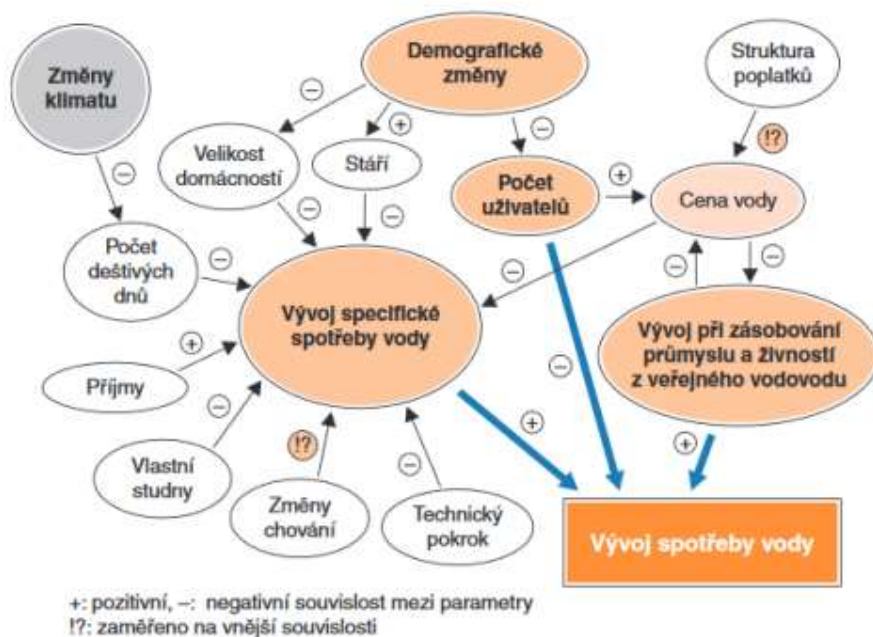 Změny
klimatu
Demografické
změny
Struktura
poplatků
–
–
+
–
!?
Velikost
domácností
Stáří
Počet
uživatelů
+
Cena vody
–
–
Počet
deštivých
dnů
–
–
–
–
Vývoj specifické
spotřeby vody
Vývoj při zásobování
průmyslu a živností
z veřejného vodovodu
+
–
Příjmy
–
+
+
Vlastní
studny
!?
–
Změny
chování
Technický
pokrok
Vývoj spotřeby vody
+: pozitivní, –: negativní souvislost mezi parametry
!?: zaměřeno na vnější souvislosti